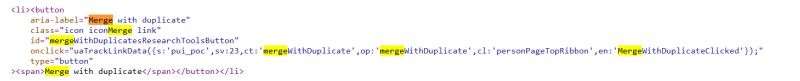 <li><button
aria-label="Merge with duplicate"
class="icon iconMerge link"
id="mergeWithDuplicatesResearchToolsButton"
onclick="uaTrackLinkData({s:'pui_poc',sv:23,ct:'mergeWithDuplicate',op:'mergeWithDuplicate',cl:'personPageTopRibbon',en:'MergeWithDuplicateClicked'});"
type="button"
><span>Merge with duplicate</span></button></li>